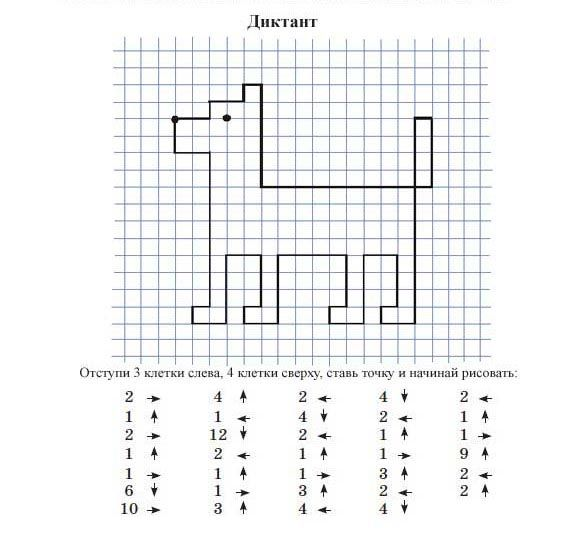 Диктант
Отступи 3 клетки слева, 4 клетки сверху, ставь точку и начинай рисовать:
2 → 4 ↑ 2 ← 4 ↓ 2 ←
1 ↑ 1 ← 4 ↓ 2 ← 1 ↑
2 → 12 ↓ 2 ← 1 ↑ 1 →
1 ↑ 2 ← 1 ↑ 1 → 9 ↑
1 → 1 ↑ 1 → 3 ↑ 2 ←
6 ↓ 1 → 3 ↑ 2 ← 2 ↑
10 → 3 ↑ 4 ← 4 ↓